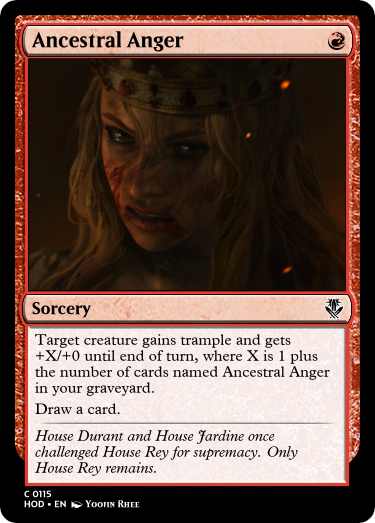 Ancestral Anger
Sorcery
Target creature gains trample and gets
+X/+0 until end of turn, where X is 1 plus
the number of cards named Ancestral Anger
in your graveyard.
Draw a card.
House Durant and House Jardine once
challenged House Rey for supremacy. Only
House Rey remains.
C 0115
HOD • EN Yoojin Rhee